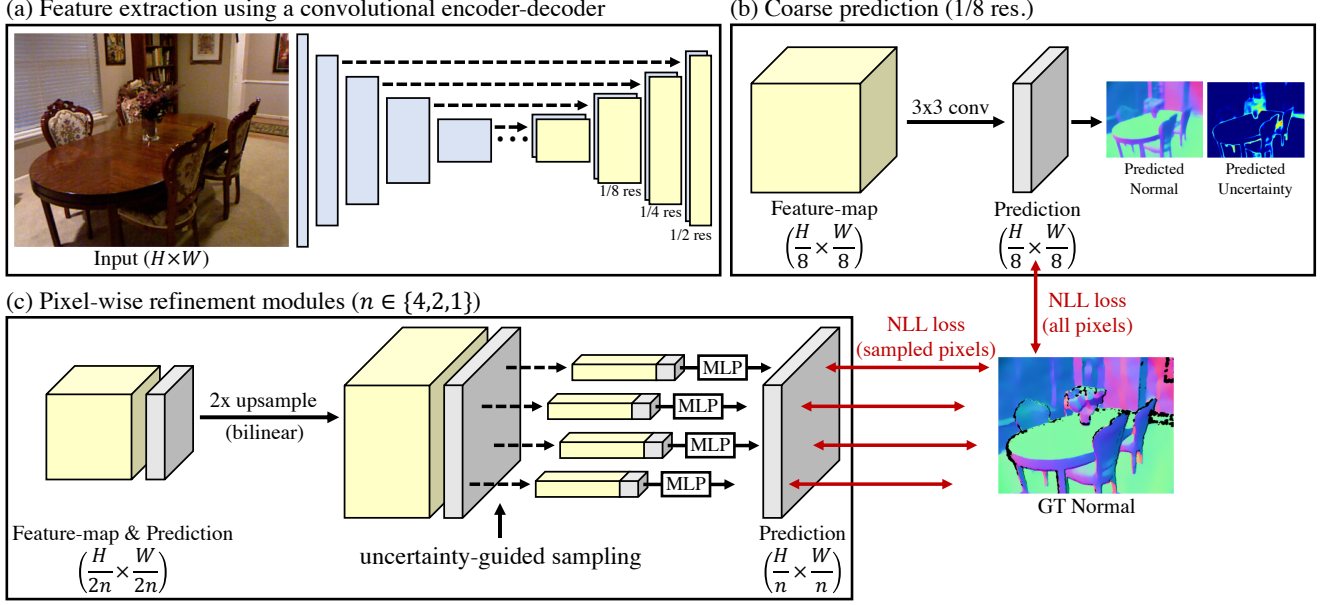 (a) Feature extraction using a convolutional encoder-decoder
1/8 res
1/4 res
1/2 res
Input (H×W)
(b) Coarse prediction (1/8 res.)
3x3 conv
Predicted
Normal
Predicted
Uncertainty
Feature-map
(H/8 × W/8)
Prediction
(H/8 × W/8)
NLL loss
(all pixels)
(c) Pixel-wise refinement modules (n ∈ {4,2,1})
2x upsample
(bilinear)
MLP
MLP
MLP
MLP
NLL loss
(sampled pixels)
GT Normal
Feature-map & Prediction
(H/2n × W/2n)
uncertainty-guided sampling
Prediction
(H/n × W/n)